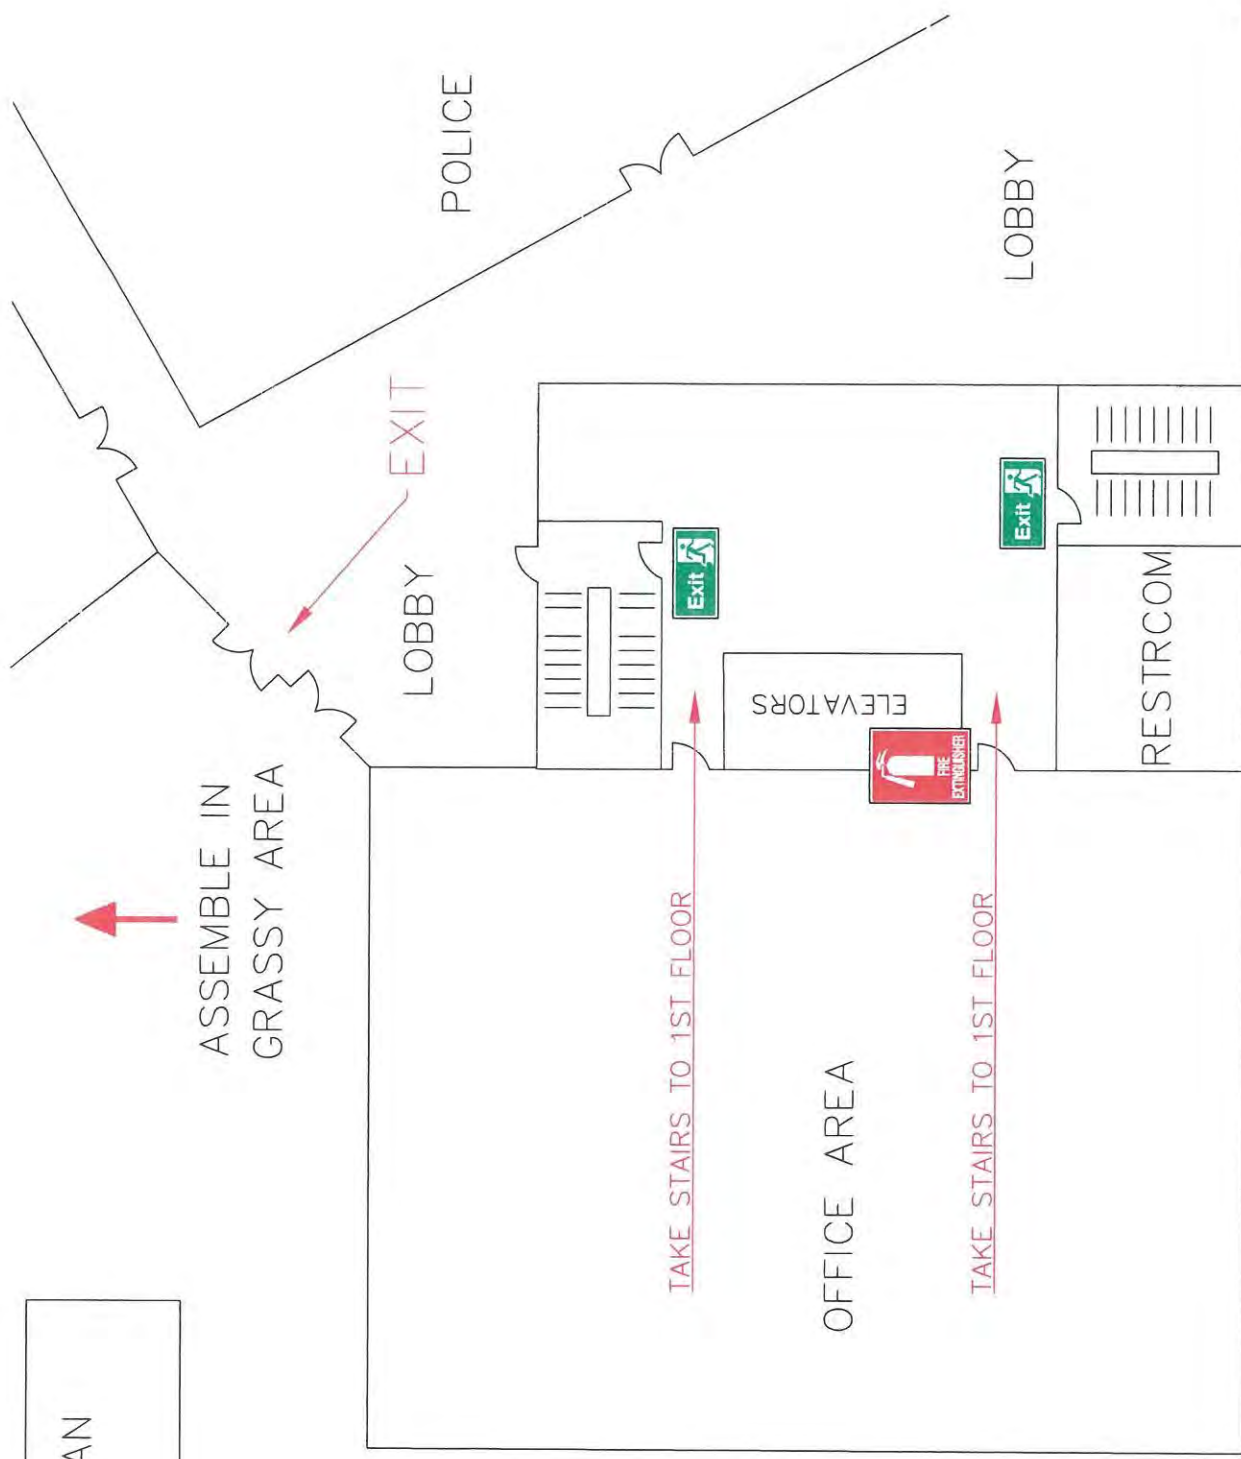 AN
ASSEMBLE IN
GRASSY AREA
POLICE
EXIT
LOBBY
LOBBY
Exit
Exit
ELEVATORS
FIRE
EXTINGUISHER
TAKE STAIRS TO 1ST FLOOR
OFFICE AREA
TAKE STAIRS TO 1ST FLOOR
RESTRCOM